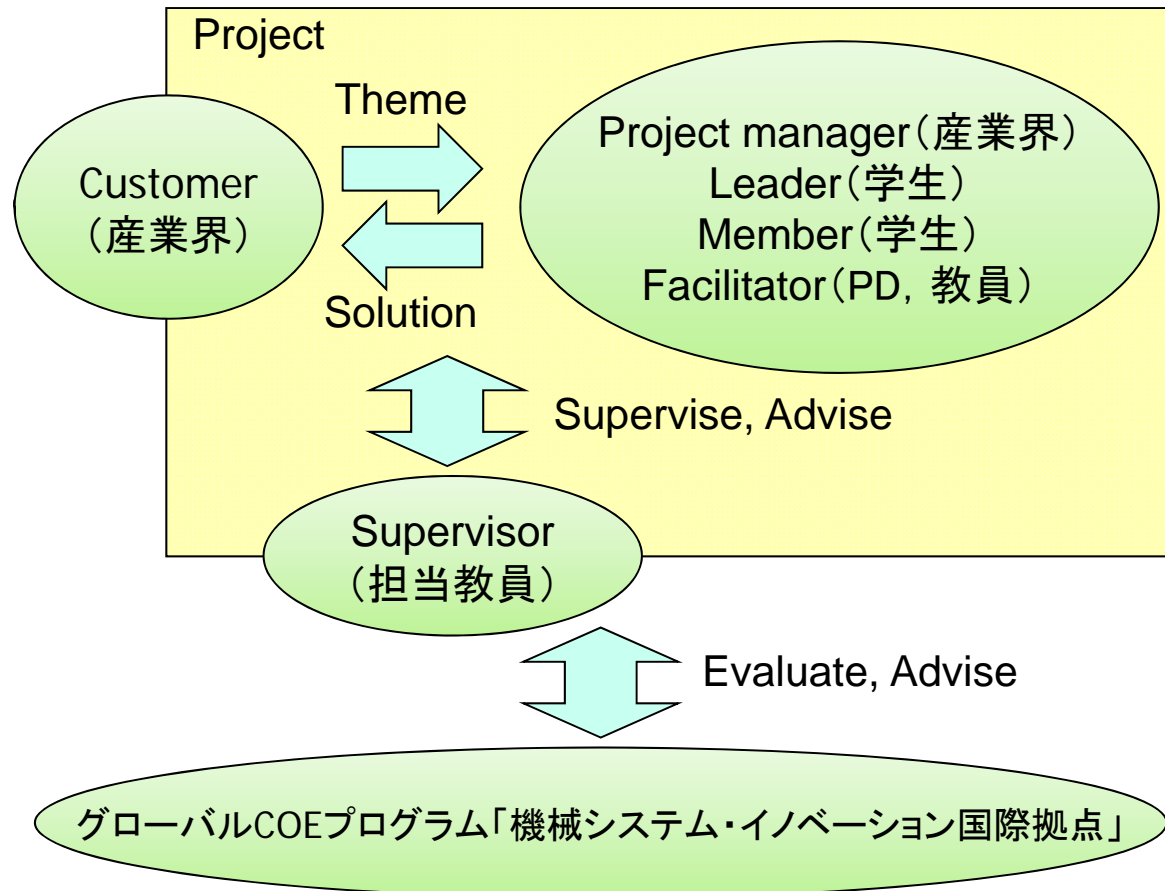 Project
Theme
Customer
（産業界）
Solution
Project manager（産業界）
Leader（学生）
Member（学生）
Facilitator（PD，教員）
Supervise, Advise
Supervisor
（担当教員）
Evaluate, Advise
グローバルCOEプログラム「機械システム・イノベーション国際拠点」